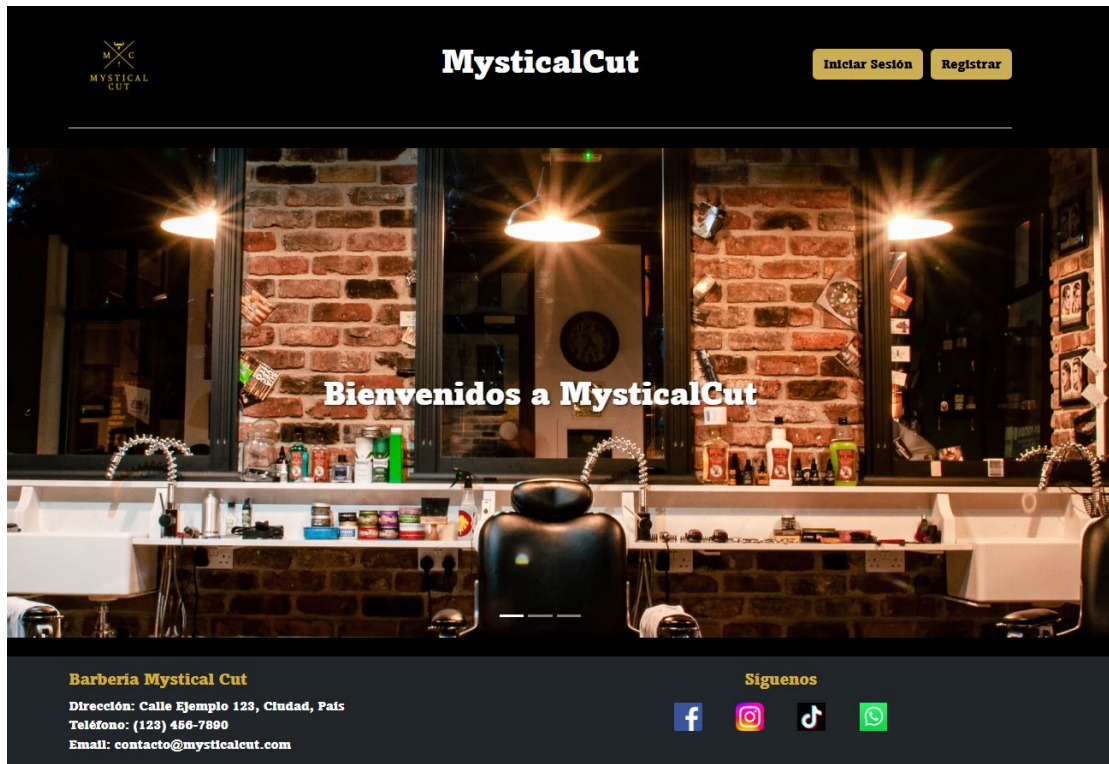 M C
MYSTICAL
CUT
MysticalCut
Iniciar Sesión
Registrar
Bienvenidos a MysticalCut
Barbería Mystical Cut
Dirección: Calle Ejemplo 123, Ciudad, País
Teléfono: (123) 456-7890
Email: contacto@mysticalcut.com
Síguenos